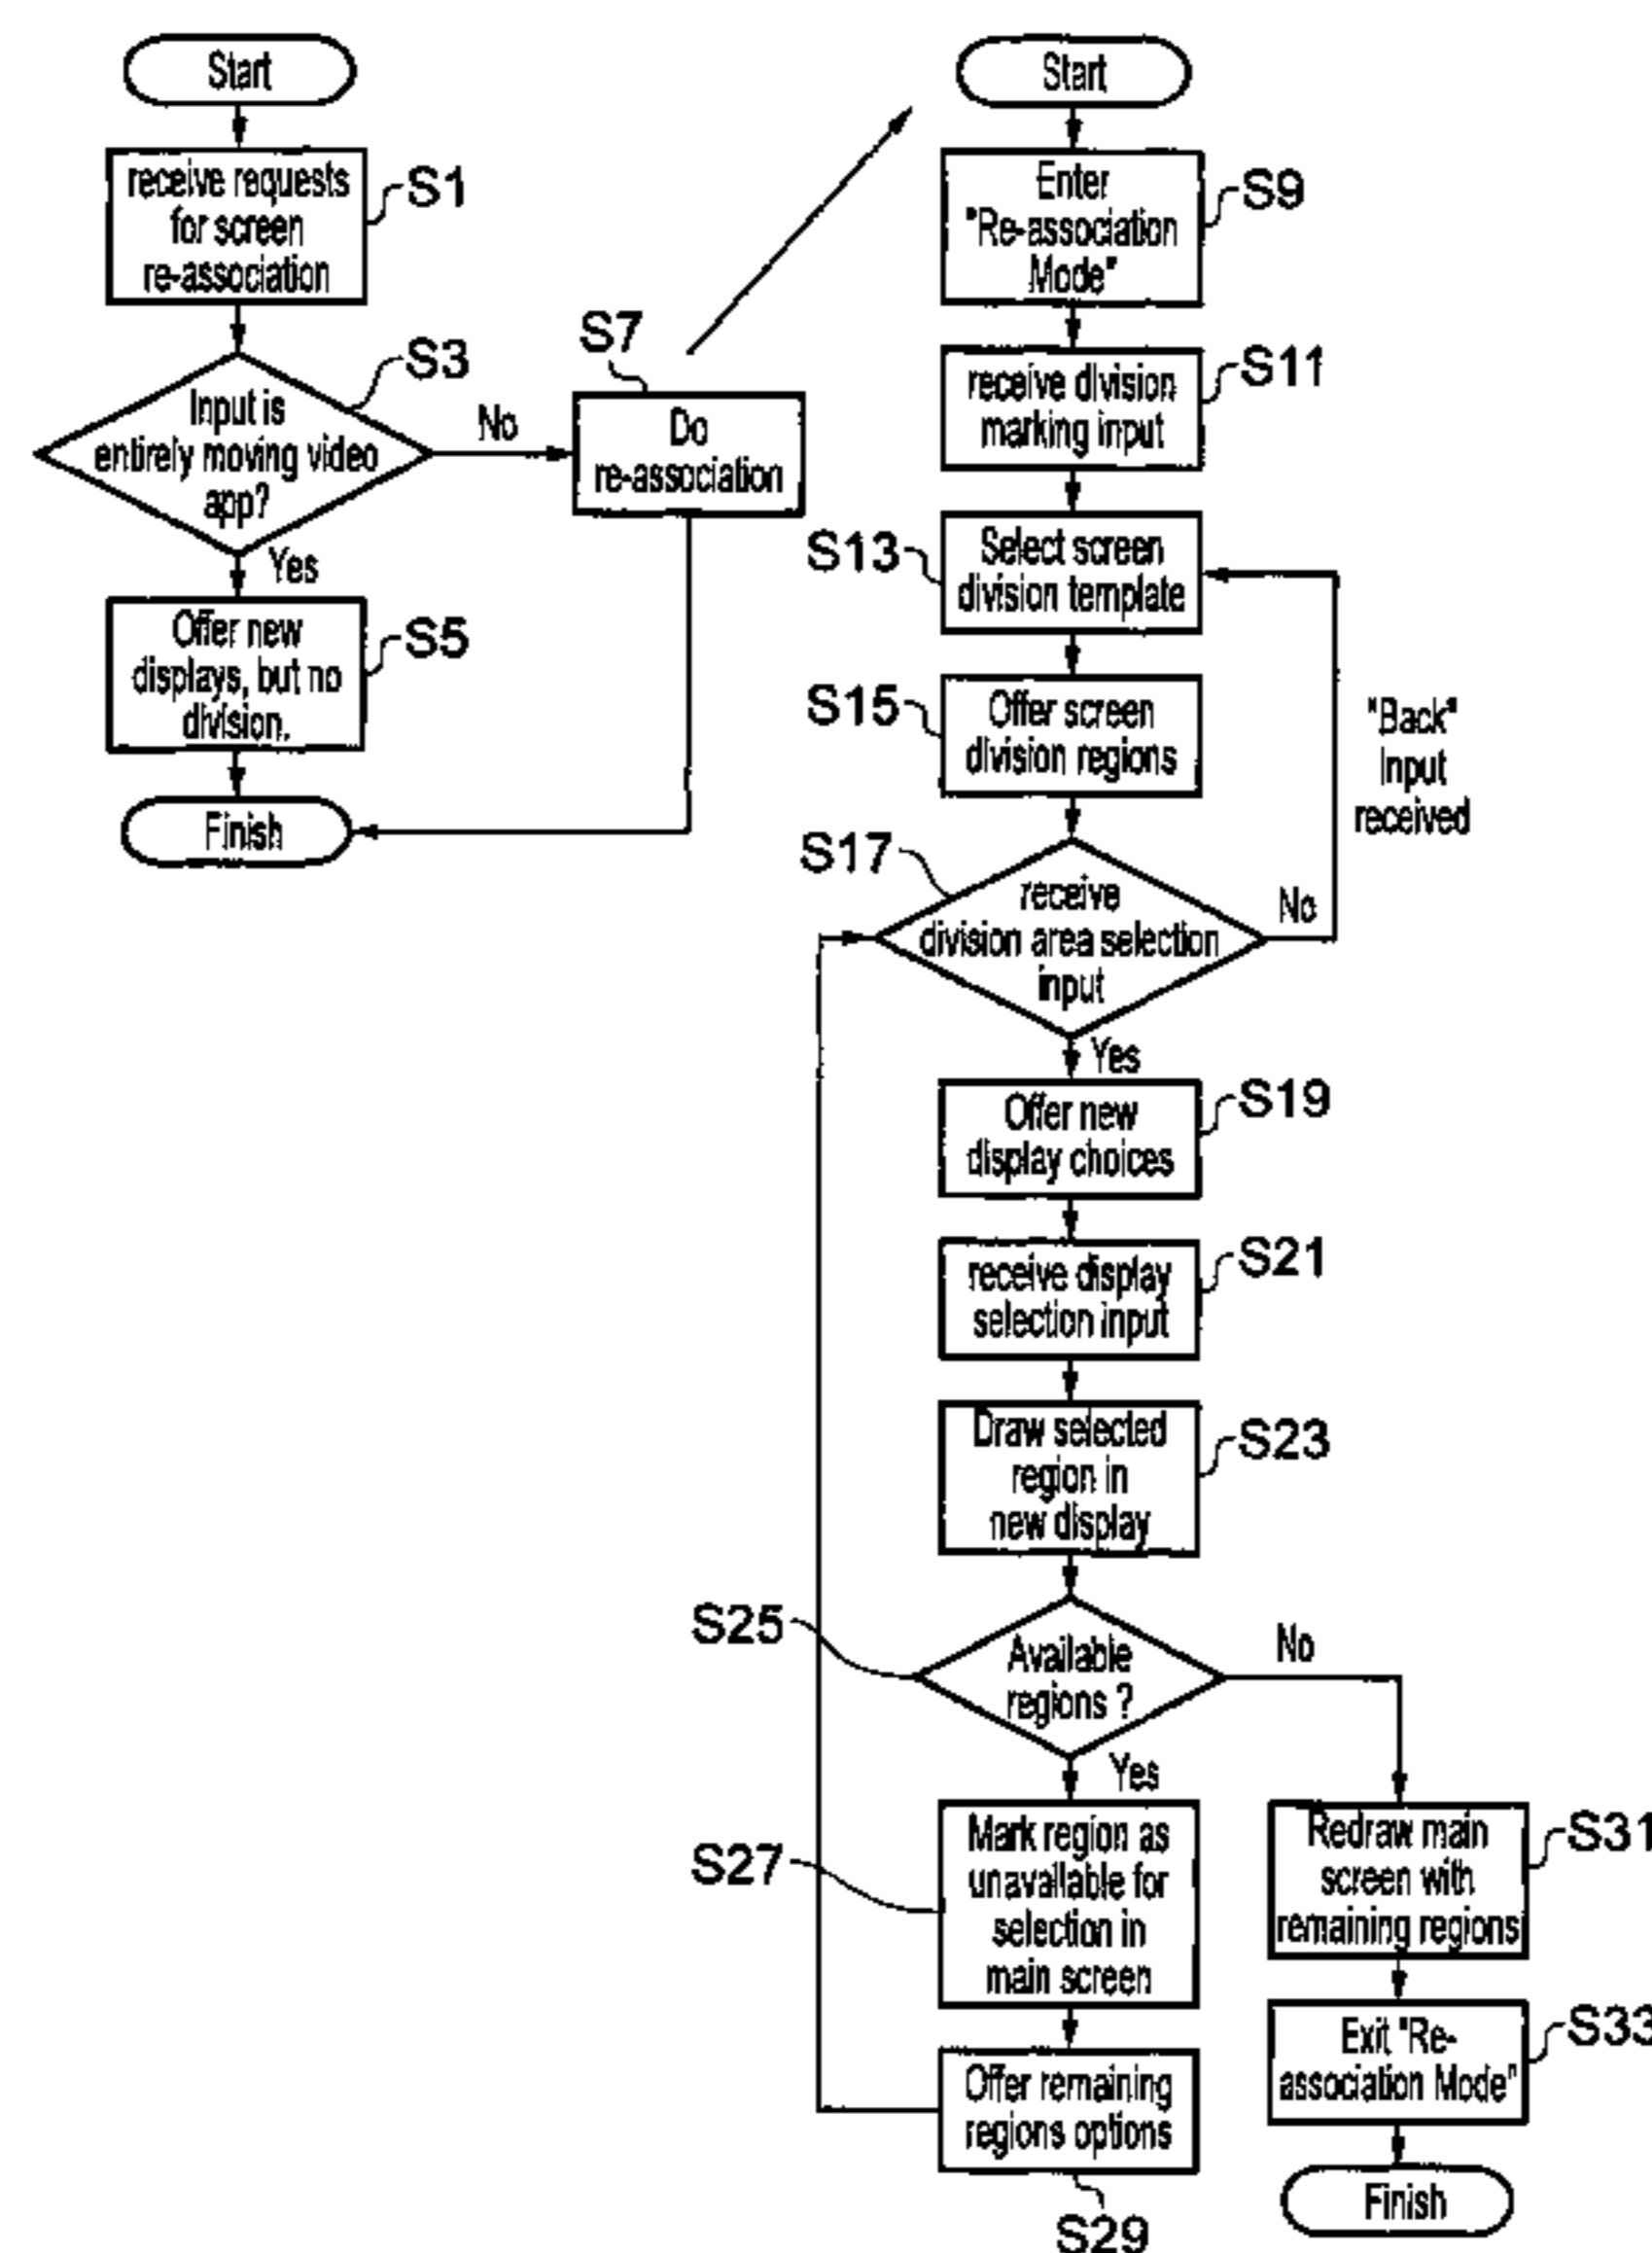 Start
receive requests
for screen
re-association
S1
Input is
entirely moving video
app?
S3
No
Yes
S7
Do
re-association
Offer new
displays, but no
division.
S5
Finish
Start
Enter
"Re-association
Mode"
S9
receive division
marking input
S11
Select screen
division template
S13
Offer screen
division regions
S15
"Back"
Input
received
receive
division area selection
input
S17
No
Yes
Offer new
display choices
S19
receive display
selection input
S21
Draw selected
region in
new display
S23
Available
regions ?
S25
No
Yes
Mark region as
unavailable for
selection in
main screen
S27
Offer remaining
regions options
S29
Redraw main
screen with
remaining regions
S31
Exit "Re-
association Mode"
S33
Finish